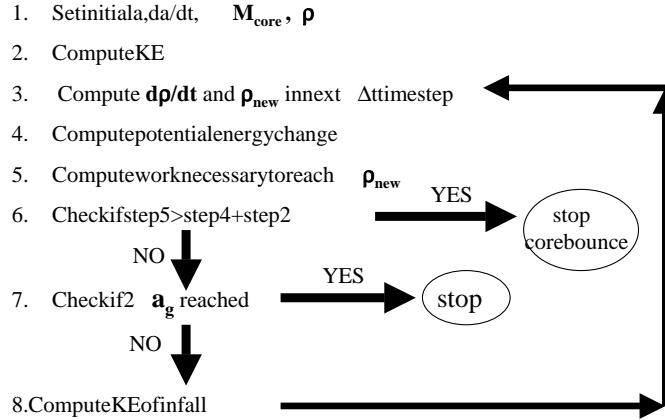 1. Setinitiala,da/dt, M_core , ρ
2. ComputeKE
3. Compute dρ/dt and ρ_new innext Δttimestep
4. Computepotentialenergychange
5. Computeworknecessarytoreach ρ_new
YES
6. Checkifstep5>step4+step2
stop
corebounce
NO
YES
7. Checkif2 a_g reached
stop
NO
8.ComputeKEofinfall